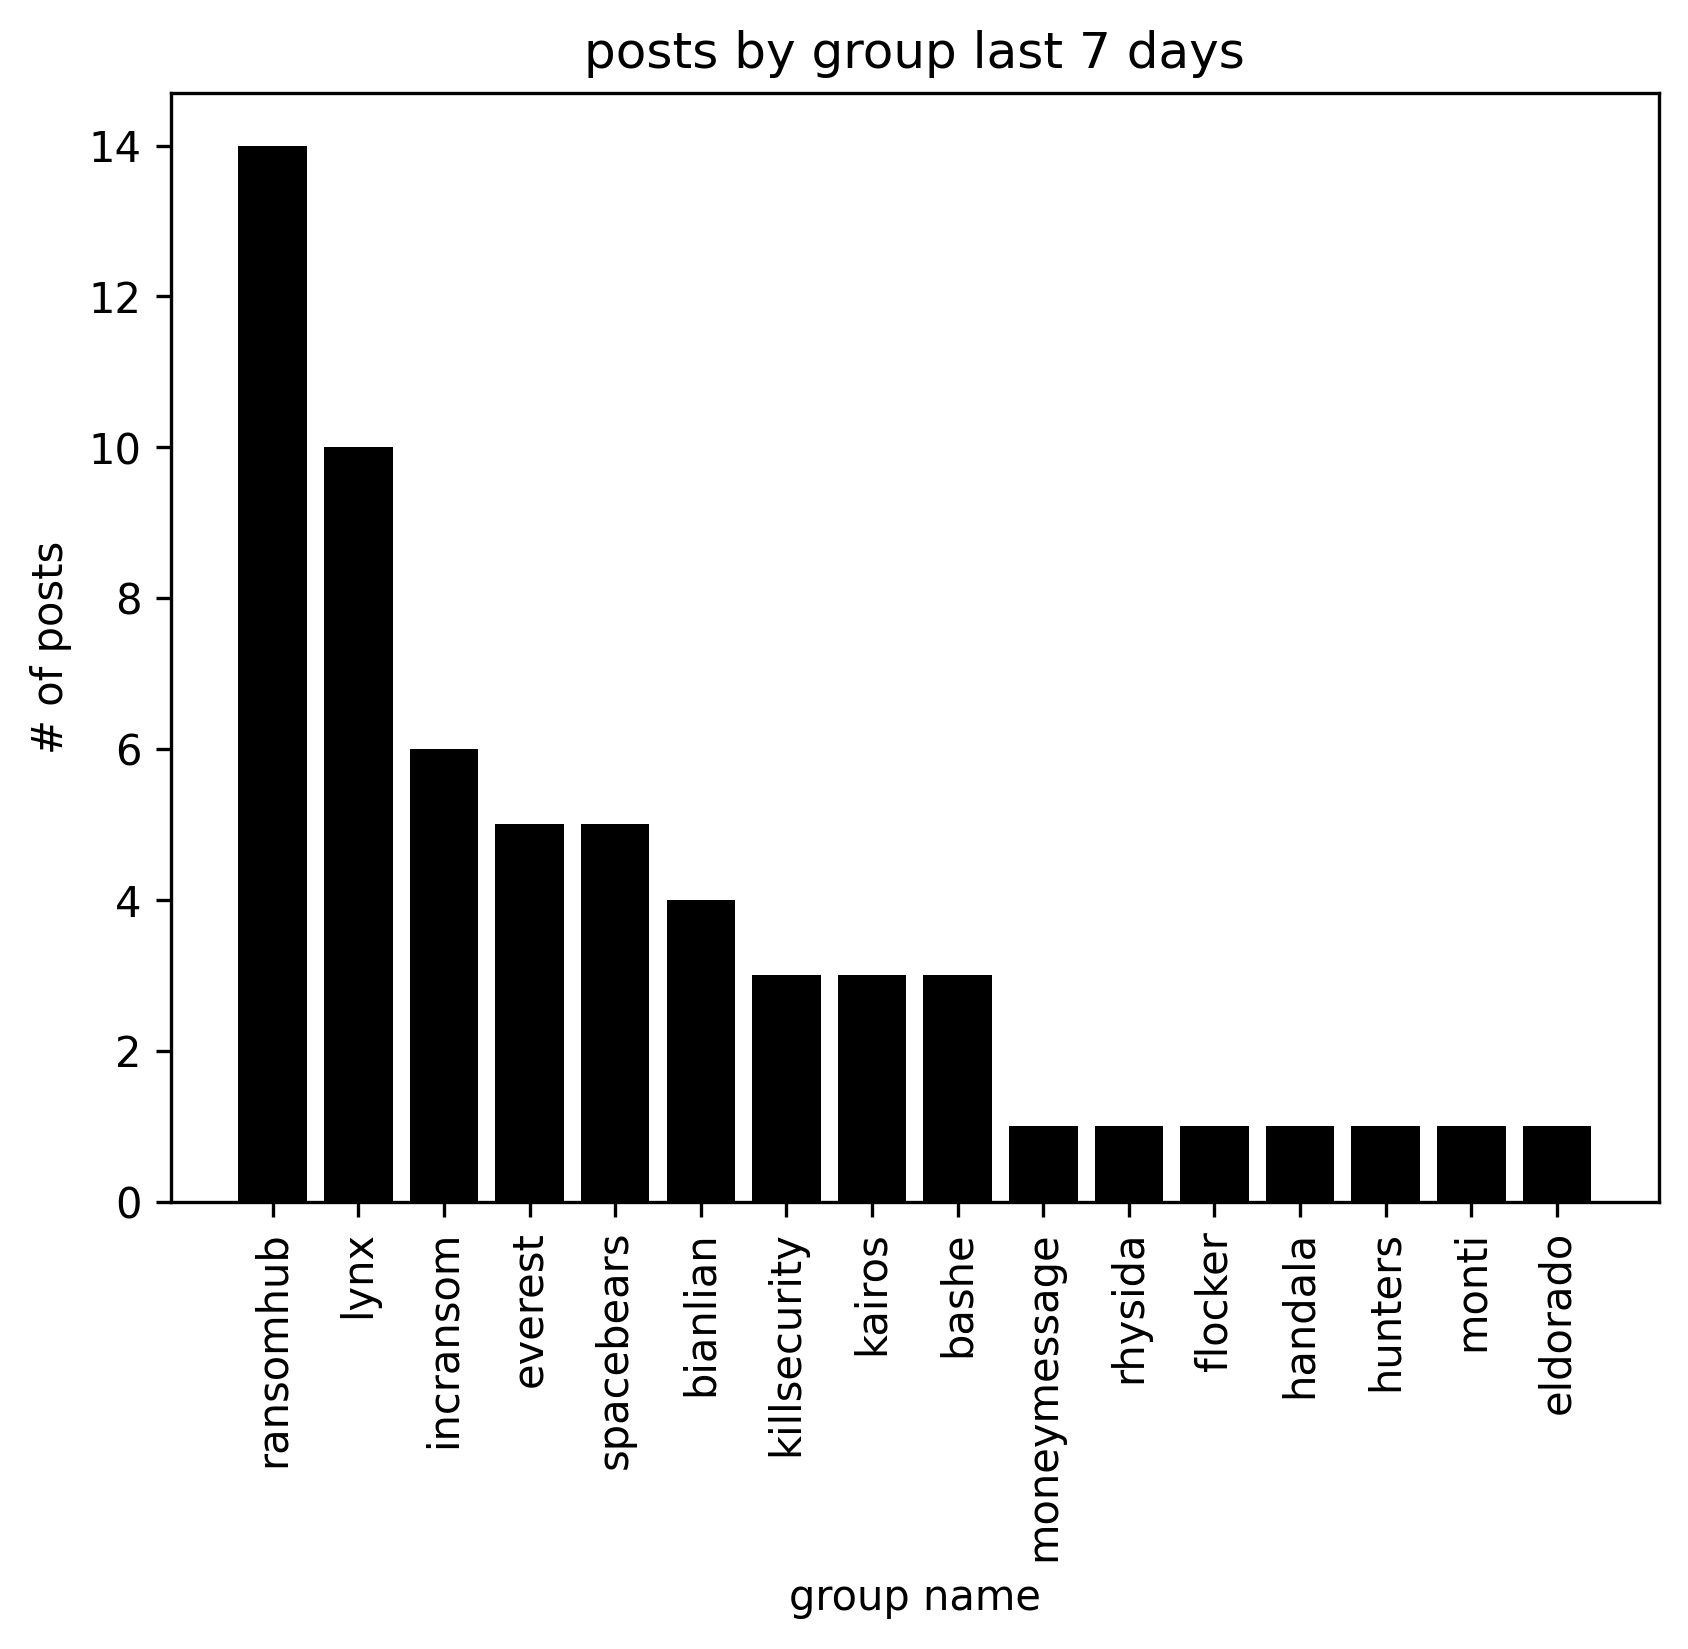 posts by group last 7 days
# of posts
14
12
10
8
6
4
2
0
ransomhub
lynx
incransom
everest
spacebears
bianlian
killsecurity
kairos
bashe
moneymessage
rhysida
flocker
handala
hunters
monti
eldorado
group name